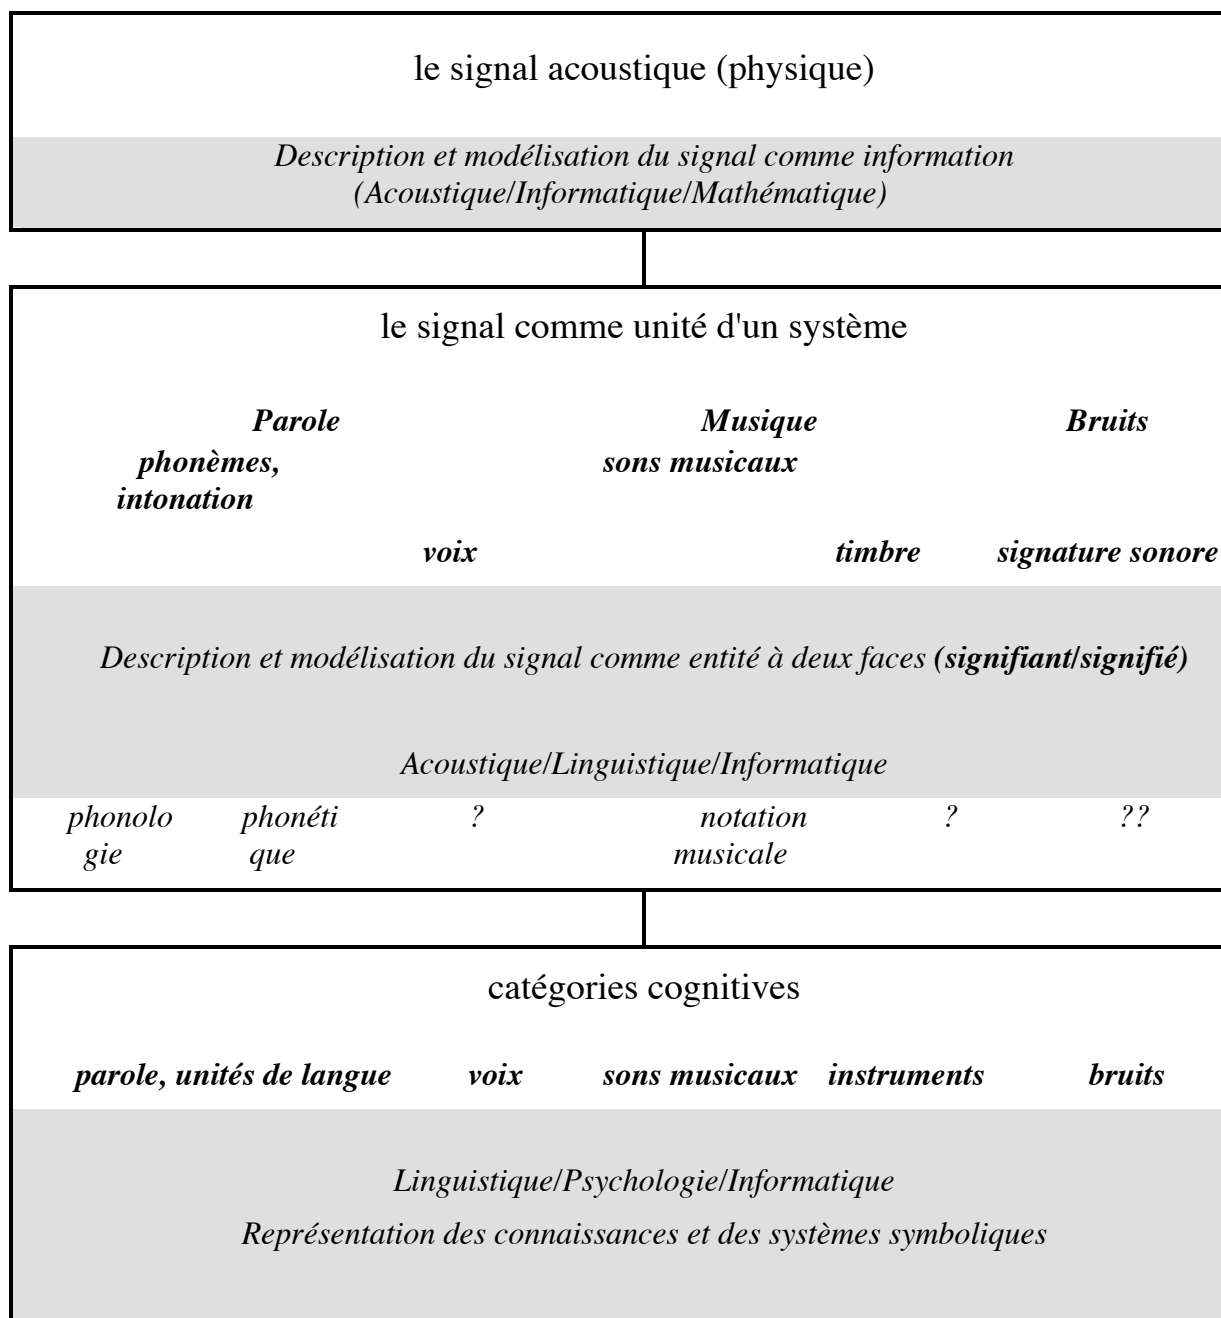 le signal acoustique (physique)
Description et modélisation du signal comme information
(Acoustique/Informatique/Mathématique)
le signal comme unité d'un système
Parole Musique Bruits
phonèmes, sons musicaux
intonation
voix timbre signature sonore
Description et modélisation du signal comme entité à deux faces (signifiant/signifié)
Acoustique/Linguistique/Informatique
phonolo phonéti ? notation ? ??
gie que musicale
catégories cognitives
parole, unités de langue voix sons musicaux instruments bruits
Linguistique/Psychologie/Informatique
Représentation des connaissances et des systèmes symboliques